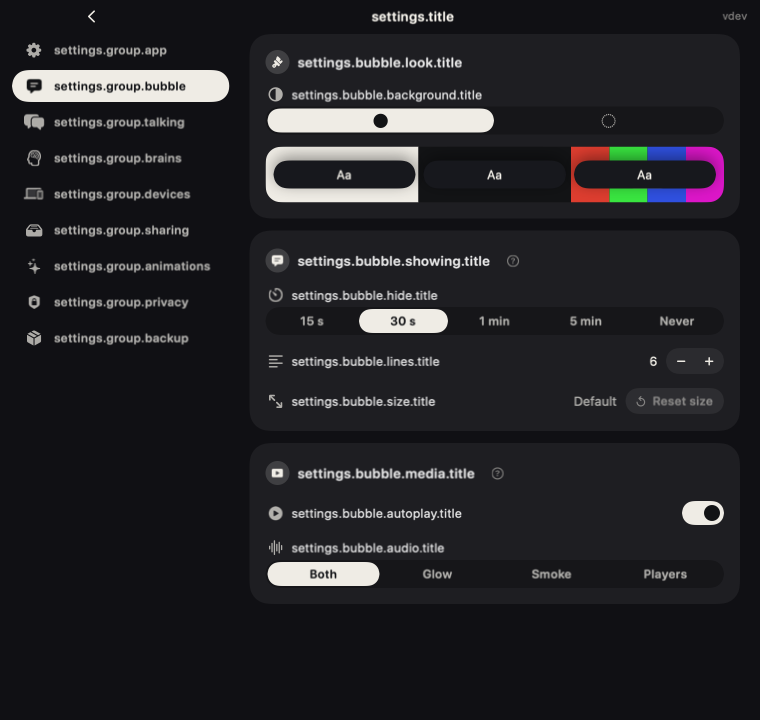 settings.title
vdev
settings.group.app
settings.group.bubble
settings.group.talking
settings.group.brains
settings.group.devices
settings.group.sharing
settings.group.animations
settings.group.privacy
settings.group.backup
settings.bubble.look.title
settings.bubble.background.title
Aa Aa Aa
settings.bubble.showing.title ?
settings.bubble.hide.title
15 s 30 s 1 min 5 min Never
settings.bubble.lines.title 6 − +
settings.bubble.size.title Default Reset size
settings.bubble.media.title ?
settings.bubble.autoplay.title
settings.bubble.audio.title
Both Glow Smoke Players